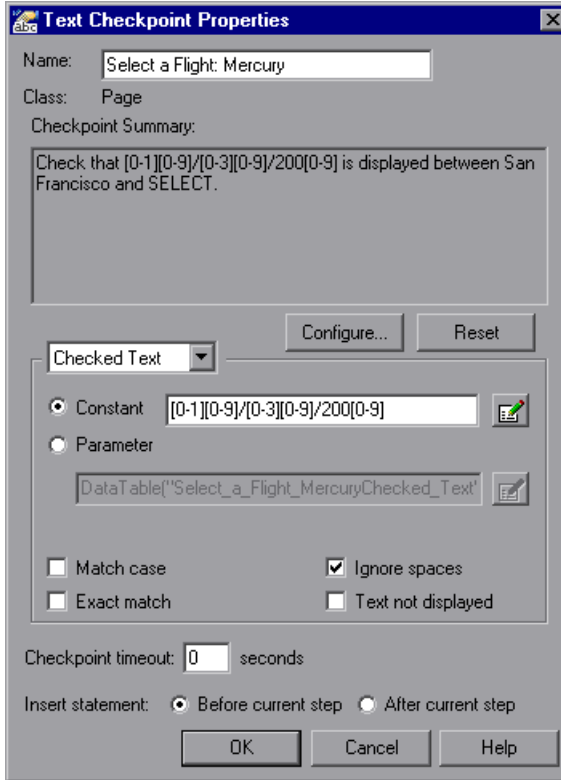 Text Checkpoint Properties
Name: Select a Flight: Mercury
Class: Page
Checkpoint Summary:
Check that [0-1][0-9]/[0-3][0-9]/200[0-9] is displayed between San
Francisco and SELECT.
Configure... Reset
Checked Text
Constant [0-1][0-9]/[0-3][0-9]/200[0-9]
Parameter
DataTable("Select_a_Flight_MercuryChecked_Text"
Match case Ignore spaces
Exact match Text not displayed
Checkpoint timeout: 0 seconds
Insert statement: Before current step After current step
OK Cancel Help